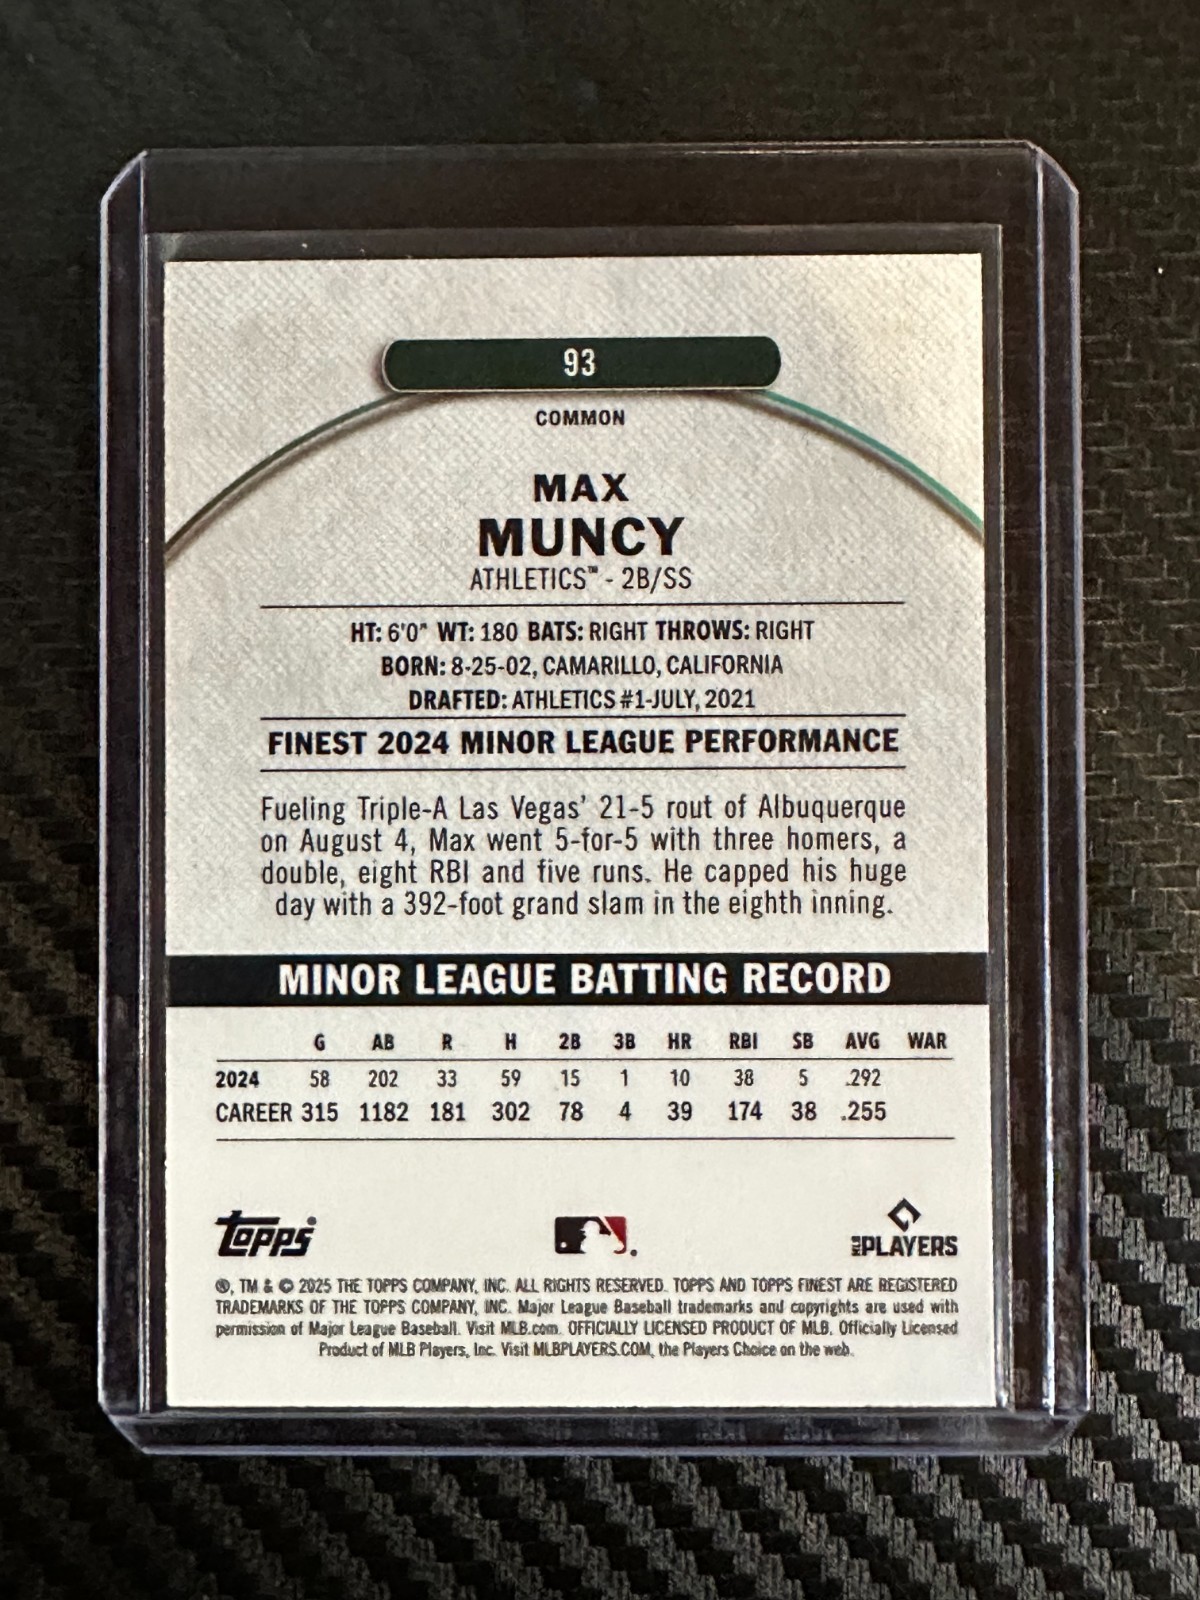 93
COMMON
MAX
MUNCY
ATHLETICS™ - 2B/SS
HT: 6'0" WT: 180 BATS: RIGHT THROWS: RIGHT
BORN: 8-25-02, CAMARILLO, CALIFORNIA
DRAFTED: ATHLETICS #1-JULY, 2021
FINEST 2024 MINOR LEAGUE PERFORMANCE
Fueling Triple-A Las Vegas' 21-5 rout of Albuquerque
on August 4, Max went 5-for-5 with three homers, a
double, eight RBI and five runs. He capped his huge
day with a 392-foot grand slam in the eighth inning.
MINOR LEAGUE BATTING RECORD
G AB R H 2B 3B HR RBI SB AVG WAR
2024 58 202 33 59 15 1 10 38 5 .292
CAREER 315 1182 181 302 78 4 39 174 38 .255
Topps
MLB PLAYERS
®, TM & © 2025 THE TOPPS COMPANY, INC. ALL RIGHTS RESERVED. TOPPS AND TOPPS FINEST ARE REGISTERED
TRADEMARKS OF THE TOPPS COMPANY, INC. Major League Baseball trademarks and copyrights are used with
permission of Major League Baseball. Visit MLB.com. OFFICIALLY LICENSED PRODUCT OF MLB. Officially Licensed
Product of MLB Players, Inc. Visit MLBPLAYERS.COM, the Players Choice on the web.